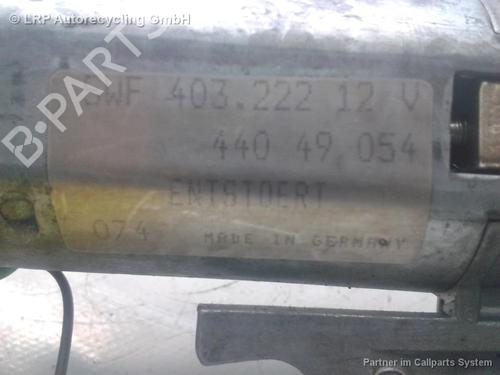 © LRP Autorecycling GmbH
B-PARTS
SWF 403.222 12 V
440 49 054
ENTSTOERT
074 MADE IN GERMANY
Partner im Callparts System